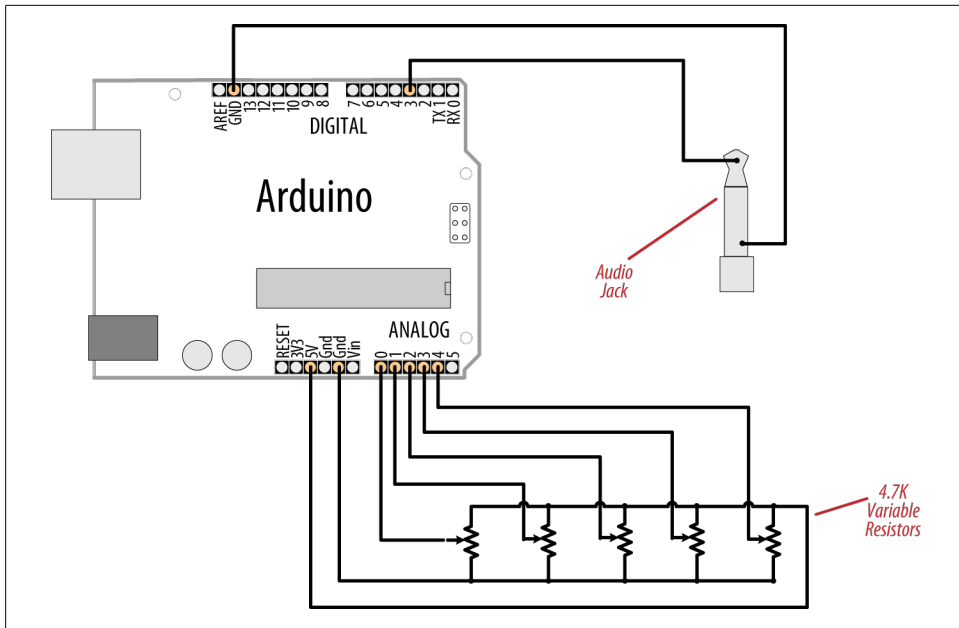 AREF
GND
13
12
11
10
9
8
7
6
5
4
3
2
TX 1
RX 0
DIGITAL
Arduino
Audio
Jack
ANALOG
RESET
3V3
5V
Gnd
Gnd
Vin
0
1
2
3
4
5
4.7K
Variable
Resistors